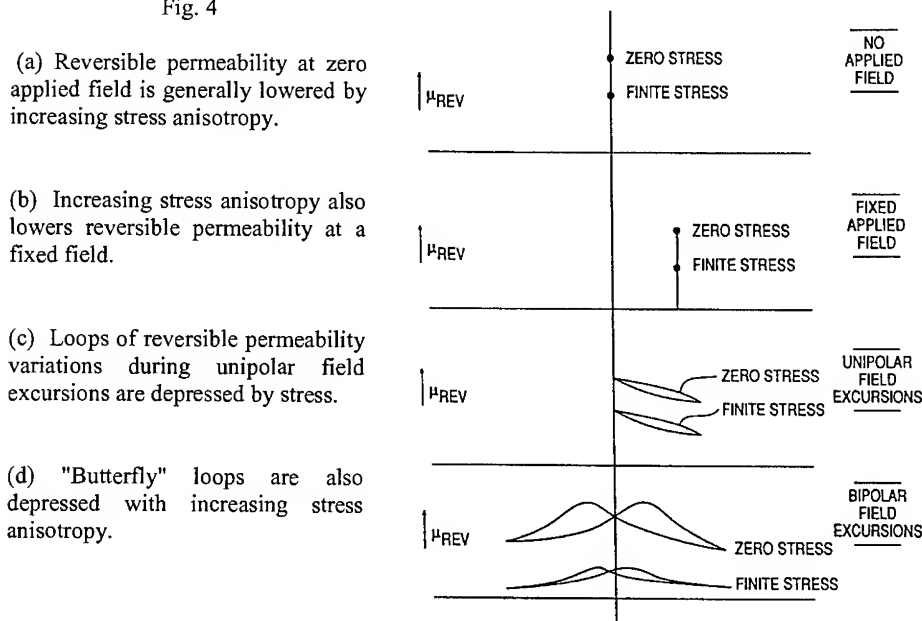 Fig. 4
(a) Reversible permeability at zero
applied field is generally lowered by
increasing stress anisotropy.
μREV
ZERO STRESS
FINITE STRESS
NO
APPLIED
FIELD
(b) Increasing stress anisotropy also
lowers reversible permeability at a
fixed field.
μREV
ZERO STRESS
FINITE STRESS
FIXED
APPLIED
FIELD
(c) Loops of reversible permeability
variations during unipolar field
excursions are depressed by stress.
μREV
ZERO STRESS
FINITE STRESS
UNIPOLAR
FIELD
EXCURSIONS
(d) "Butterfly" loops are also
depressed with increasing stress
anisotropy.
μREV
ZERO STRESS
FINITE STRESS
BIPOLAR
FIELD
EXCURSIONS